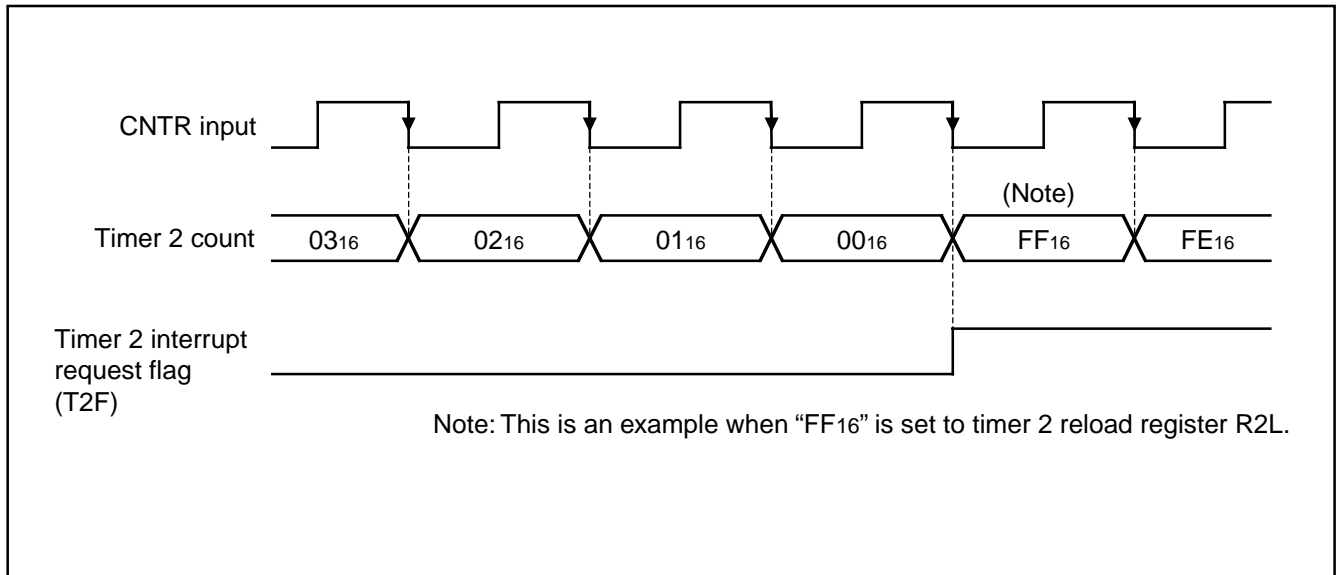 CNTR input
(Note)
Timer 2 count
0316 0216 0116 0016 FF16 FE16
Timer 2 interrupt
request flag
(T2F)
Note: This is an example when “FF16” is set to timer 2 reload register R2L.